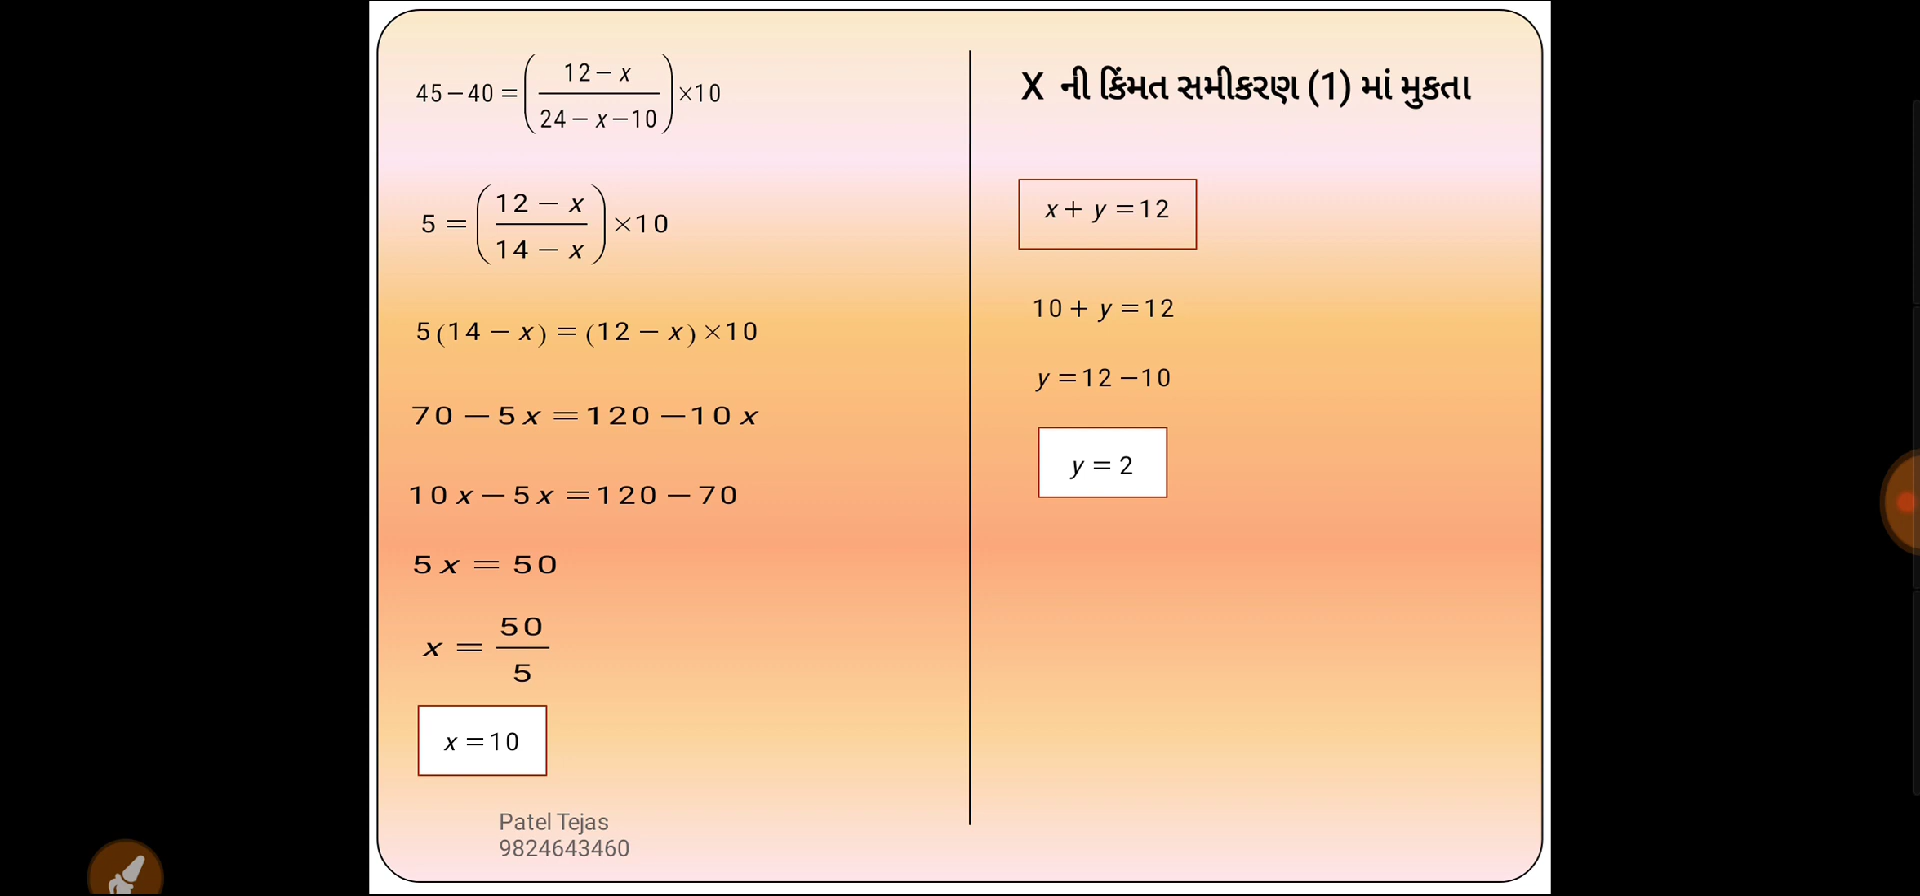 45 − 40 = ( (12 − x) / (24 − x − 10) ) × 10
5 = ( (12 − x) / (14 − x) ) × 10
5(14 − x) = (12 − x) × 10
70 − 5x = 120 − 10x
10x − 5x = 120 − 70
5x = 50
x = 50 / 5
x = 10
Patel Tejas
9824643460
X ની કિંમત સમીકરણ (1) માં મુકતા
x + y = 12
10 + y = 12
y = 12 − 10
y = 2